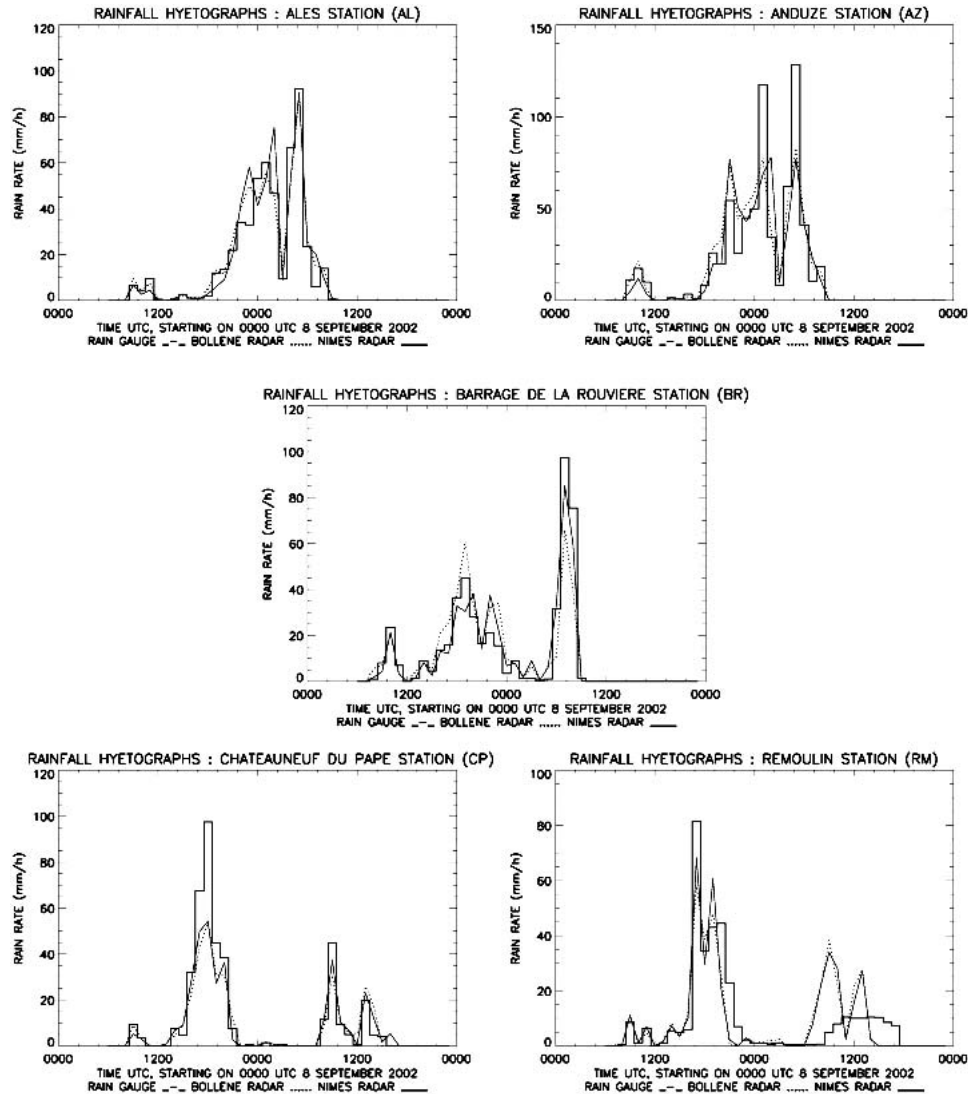 RAINFALL HYETOGRAPHS : ALES STATION (AL)
120
100
80
60
40
20
0
RAIN RATE (mm/h)
0000 1200 0000 1200 0000
TIME UTC, STARTING ON 0000 UTC 8 SEPTEMBER 2002
RAIN GAUGE _-_ BOLLENE RADAR ...... NIMES RADAR ___
RAINFALL HYETOGRAPHS : ANDUZE STATION (AZ)
150
100
50
0
RAIN RATE (mm/h)
0000 1200 0000 1200 0000
TIME UTC, STARTING ON 0000 UTC 8 SEPTEMBER 2002
RAIN GAUGE _-_ BOLLENE RADAR ...... NIMES RADAR ___
RAINFALL HYETOGRAPHS : BARRAGE DE LA ROUVIERE STATION (BR)
120
100
80
60
40
20
0
RAIN RATE (mm/h)
0000 1200 0000 1200 0000
TIME UTC, STARTING ON 0000 UTC 8 SEPTEMBER 2002
RAIN GAUGE _-_ BOLLENE RADAR ...... NIMES RADAR ___
RAINFALL HYETOGRAPHS : CHATEAUNEUF DU PAPE STATION (CP)
120
100
80
60
40
20
0
RAIN RATE (mm/h)
0000 1200 0000 1200 0000
TIME UTC, STARTING ON 0000 UTC 8 SEPTEMBER 2002
RAIN GAUGE _-_ BOLLENE RADAR ...... NIMES RADAR ___
RAINFALL HYETOGRAPHS : REMOULIN STATION (RM)
100
80
60
40
20
0
RAIN RATE (mm/h)
0000 1200 0000 1200 0000
TIME UTC, STARTING ON 0000 UTC 8 SEPTEMBER 2002
RAIN GAUGE _-_ BOLLENE RADAR ...... NIMES RADAR ___